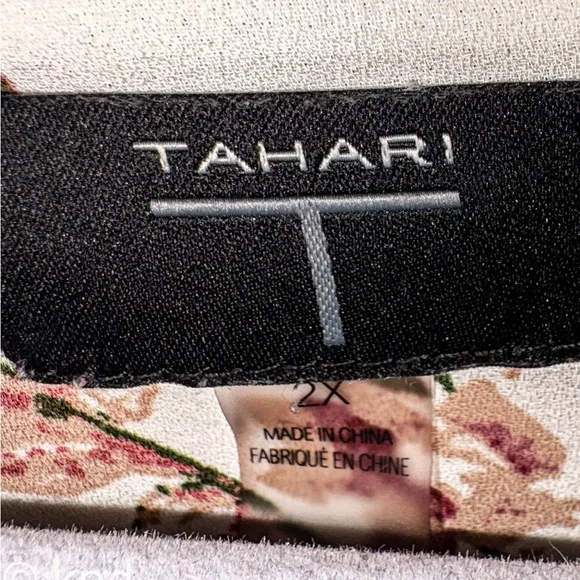 TAHARI
T
2X
MADE IN CHINA
FABRIQUÉ EN CHINE